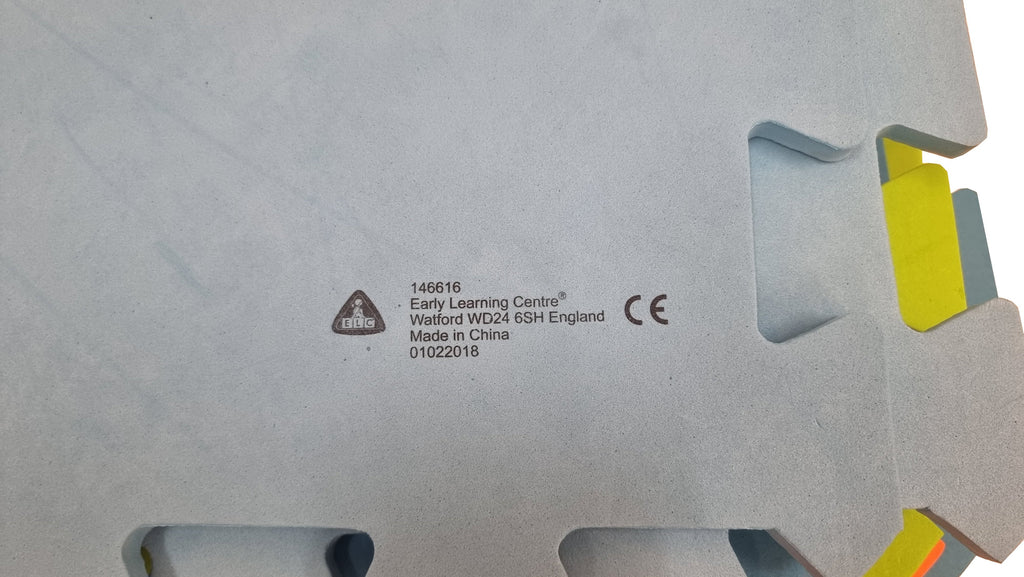 146616
Early Learning Centre®
Watford WD24 6SH England
Made in China
01022018
ELC
CE